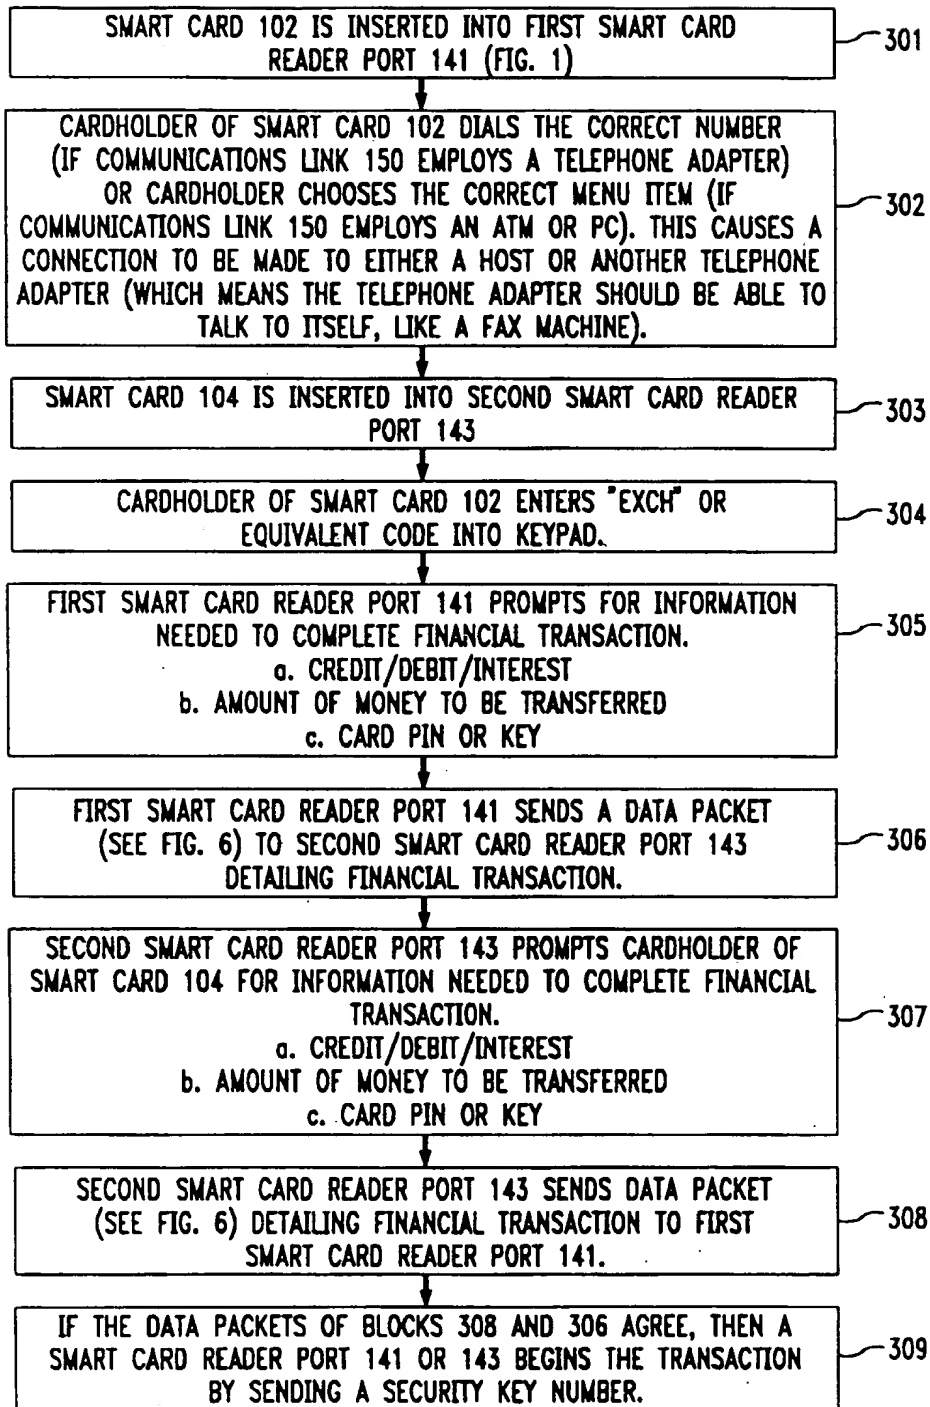 SMART CARD 102 IS INSERTED INTO FIRST SMART CARD
READER PORT 141 (FIG. 1)
301
CARDHOLDER OF SMART CARD 102 DIALS THE CORRECT NUMBER
(IF COMMUNICATIONS LINK 150 EMPLOYS A TELEPHONE ADAPTER)
OR CARDHOLDER CHOOSES THE CORRECT MENU ITEM (IF
COMMUNICATIONS LINK 150 EMPLOYS AN ATM OR PC). THIS CAUSES A
CONNECTION TO BE MADE TO EITHER A HOST OR ANOTHER TELEPHONE
ADAPTER (WHICH MEANS THE TELEPHONE ADAPTER SHOULD BE ABLE TO
TALK TO ITSELF, LIKE A FAX MACHINE).
302
SMART CARD 104 IS INSERTED INTO SECOND SMART CARD READER
PORT 143
303
CARDHOLDER OF SMART CARD 102 ENTERS "EXCH" OR
EQUIVALENT CODE INTO KEYPAD.
304
FIRST SMART CARD READER PORT 141 PROMPTS FOR INFORMATION
NEEDED TO COMPLETE FINANCIAL TRANSACTION.
a. CREDIT/DEBIT/INTEREST
b. AMOUNT OF MONEY TO BE TRANSFERRED
c. CARD PIN OR KEY
305
FIRST SMART CARD READER PORT 141 SENDS A DATA PACKET
(SEE FIG. 6) TO SECOND SMART CARD READER PORT 143
DETAILING FINANCIAL TRANSACTION.
306
SECOND SMART CARD READER PORT 143 PROMPTS CARDHOLDER OF
SMART CARD 104 FOR INFORMATION NEEDED TO COMPLETE FINANCIAL
TRANSACTION.
a. CREDIT/DEBIT/INTEREST
b. AMOUNT OF MONEY TO BE TRANSFERRED
c. CARD PIN OR KEY
307
SECOND SMART CARD READER PORT 143 SENDS DATA PACKET
(SEE FIG. 6) DETAILING FINANCIAL TRANSACTION TO FIRST
SMART CARD READER PORT 141.
308
IF THE DATA PACKETS OF BLOCKS 308 AND 306 AGREE, THEN A
SMART CARD READER PORT 141 OR 143 BEGINS THE TRANSACTION
BY SENDING A SECURITY KEY NUMBER.
309